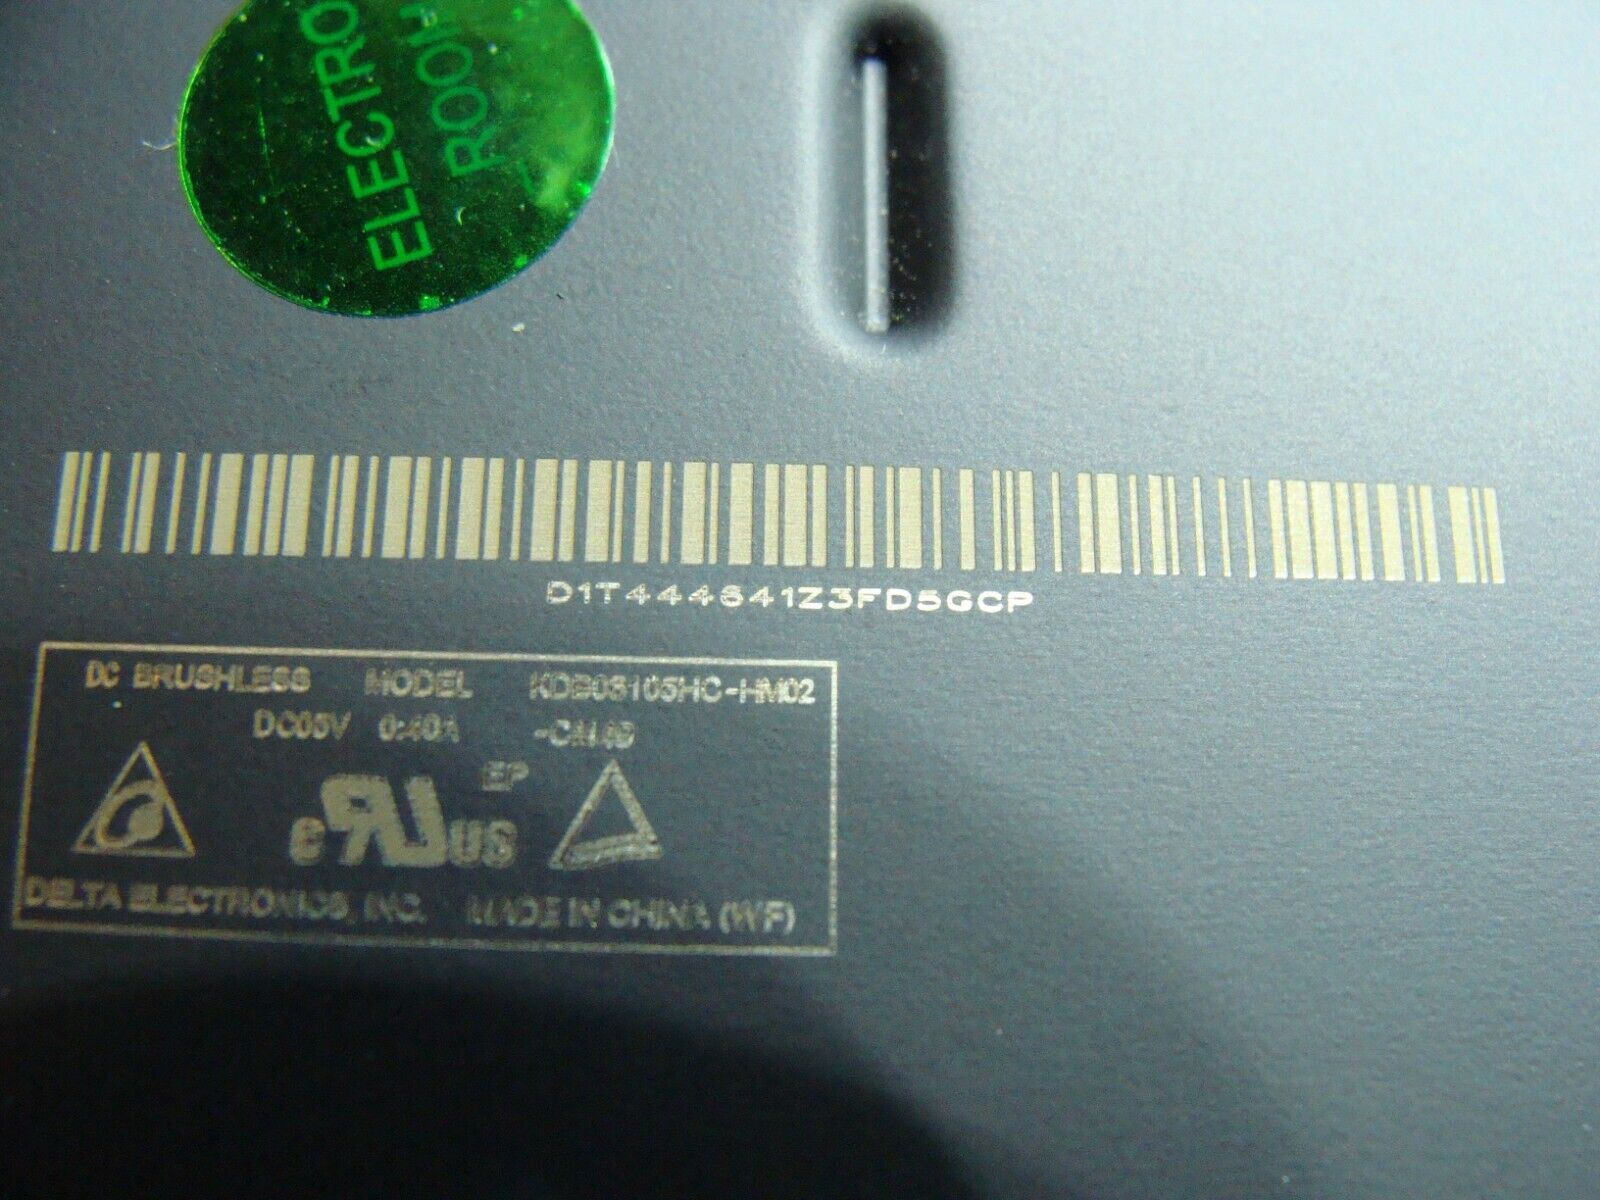 ELECTRO
ROOM
D1T444641Z3FD5GCP
DC BRUSHLESS MODEL KDB05105HC-HM02
DC05V 0.40A
c RU US EP
DELTA ELECTRONICS, INC. MADE IN CHINA (WF)